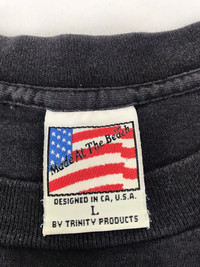 Made At The Beach
DESIGNED IN CA, U.S.A.
L
BY TRINITY PRODUCTS